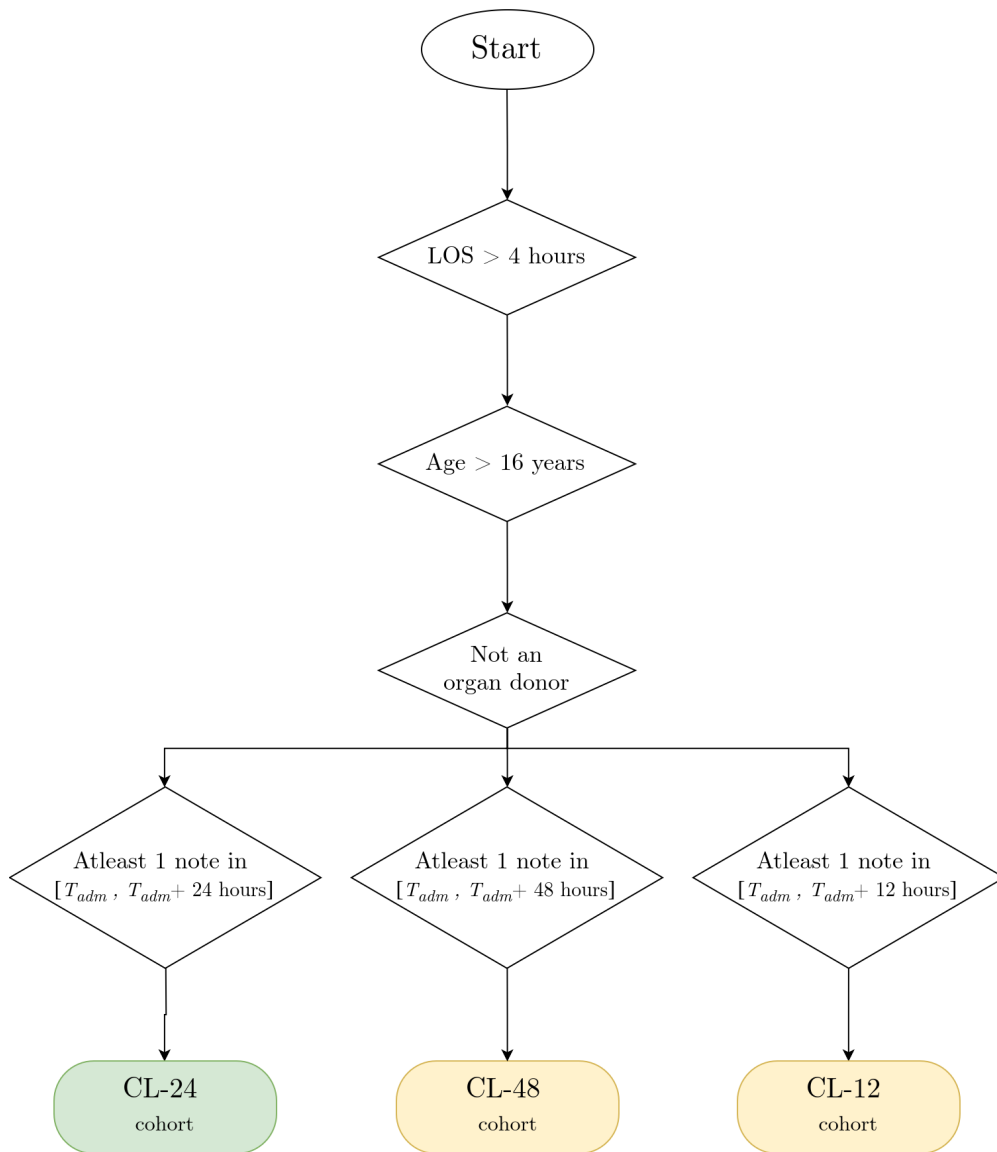 Start
LOS > 4 hours
Age > 16 years
Not an
organ donor
Atleast 1 note in
[T_adm , T_adm+ 24 hours]
Atleast 1 note in
[T_adm , T_adm+ 48 hours]
Atleast 1 note in
[T_adm , T_adm+ 12 hours]
CL-24
cohort
CL-48
cohort
CL-12
cohort